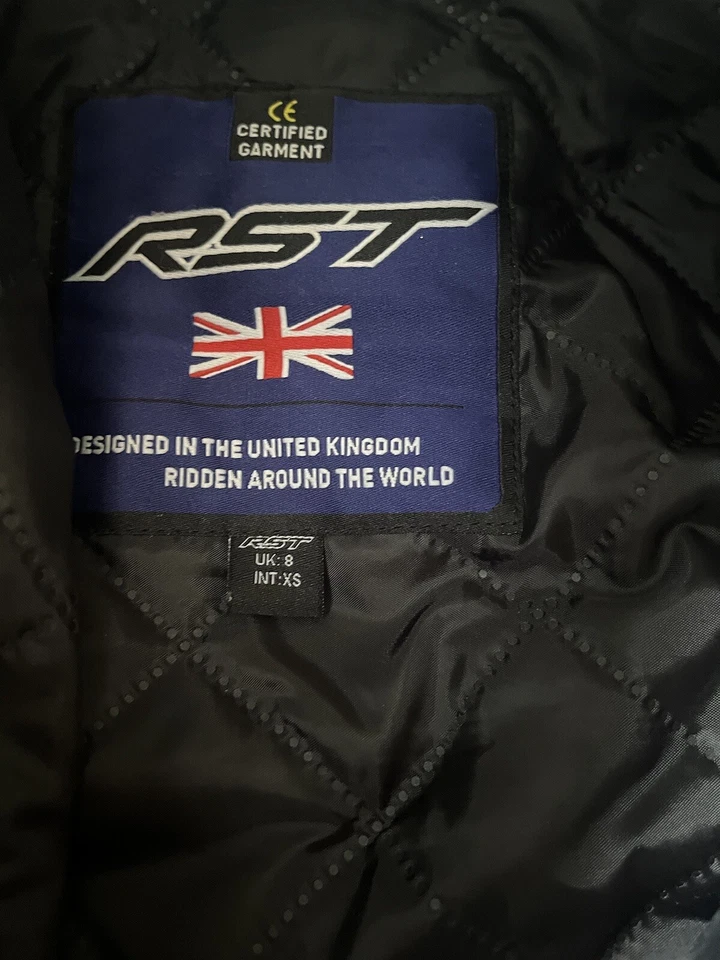 CE
CERTIFIED
GARMENT
RST
DESIGNED IN THE UNITED KINGDOM
RIDDEN AROUND THE WORLD
RST
UK: 8
INT:XS